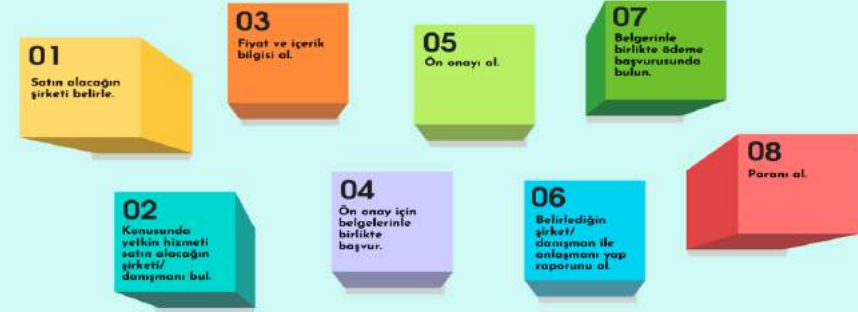 01
Satın alacağın
şirketi belirle.
02
Konusunda
yetkin hizmeti
satın alacağın
şirketi/
danışmanı bul.
03
Fiyat ve içerik
bilgisi al.
04
Ön onay için
belgelerinle
birlikte
başvur.
05
Ön onayı al.
06
Belirlediğin
şirket/
danışman ile
anlaşmanı yap
raporunu al.
07
Belgerinle
birlikte ödeme
başvurusunda
bulun.
08
Paranı al.